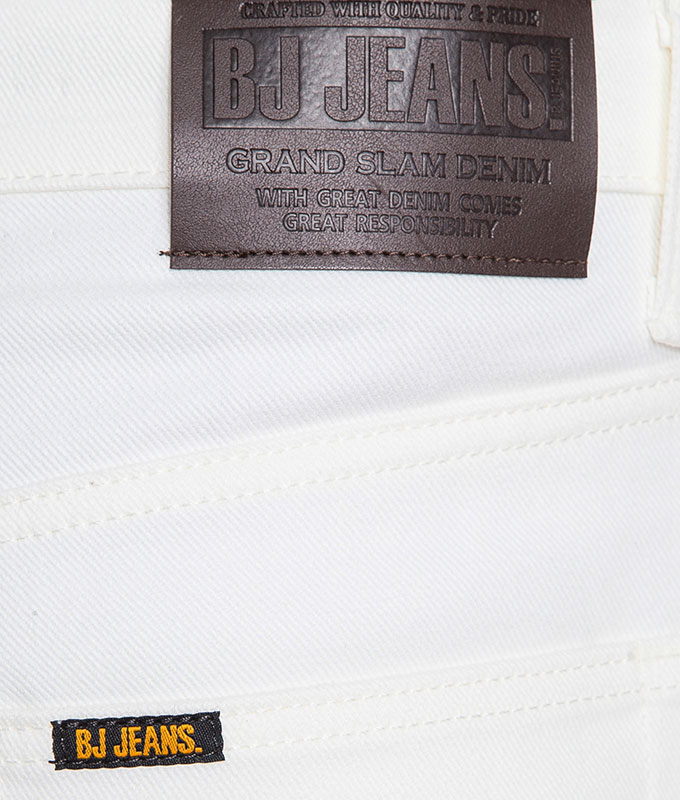 CRAFTED WITH QUALITY & PRIDE
BJ JEANS.
GRAND SLAM DENIM
WITH GREAT DENIM COMES
GREAT RESPONSIBILITY
BJ JEANS.